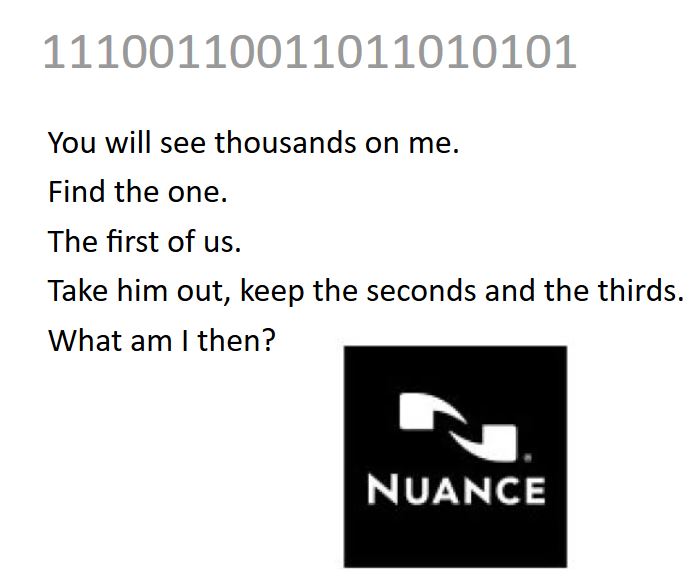 11100110011011010101
You will see thousands on me.
Find the one.
The first of us.
Take him out, keep the seconds and the thirds.
What am I then?
NUANCE